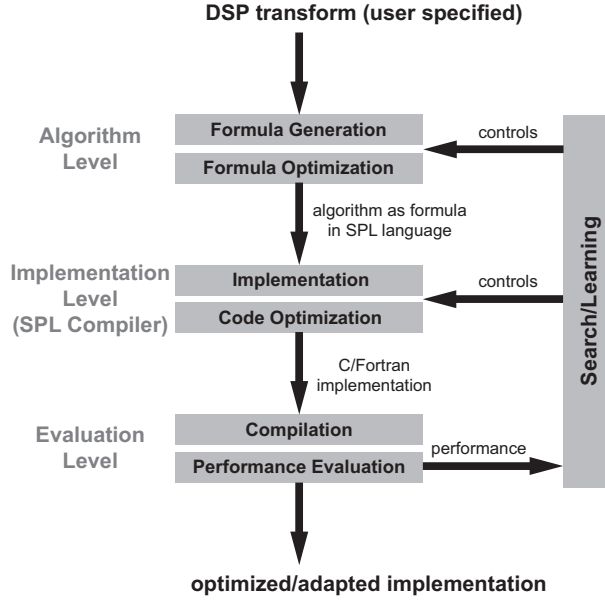 DSP transform (user specified)
Algorithm
Level
Formula Generation
Formula Optimization
controls
algorithm as formula
in SPL language
Implementation
Level
(SPL Compiler)
Implementation
Code Optimization
controls
Search/Learning
C/Fortran
implementation
Evaluation
Level
Compilation
Performance Evaluation
performance
optimized/adapted implementation